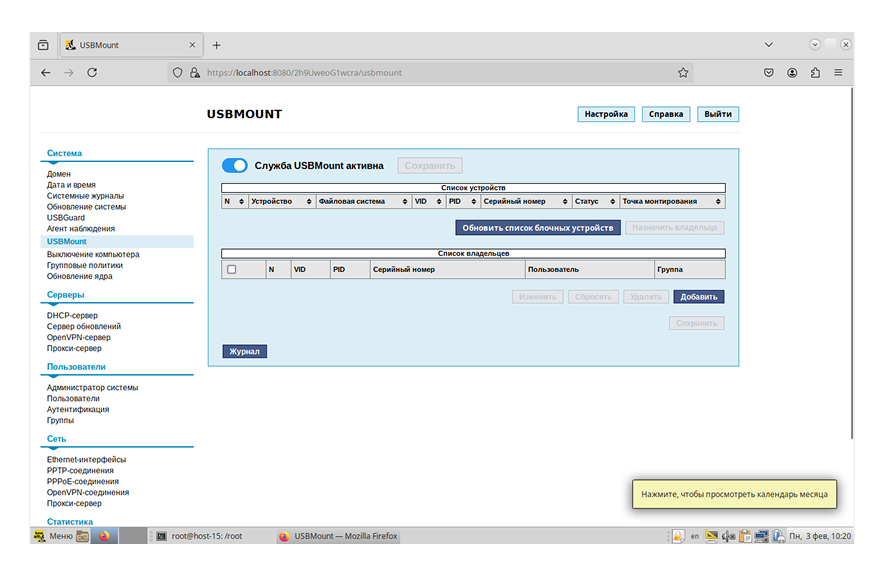 USBMount
https://localhost:8080/2h9UweoG1wcra/usbmount
USBMOUNT
Настройка Справка Выйти
Система
Домен
Дата и время
Системные журналы
Обновление системы
USBGuard
Агент наблюдения
USBMount
Выключение компьютера
Групповые политики
Обновление ядра
Серверы
DHCP-сервер
Сервер обновлений
OpenVPN-сервер
Прокси-сервер
Пользователи
Администратор системы
Пользователи
Аутентификация
Группы
Сеть
Ethernet-интерфейсы
PPTP-соединения
PPPoE-соединения
OpenVPN-соединения
Прокси-сервер
Статистика
Служба USBMount активна Сохранить
Список устройств
N Устройство Файловая система VID PID Серийный номер Статус Точка монтирования
Обновить список блочных устройств Назначить владельца
Список владельцев
N VID PID Серийный номер Пользователь Группа
Изменить Сбросить Удалить Добавить
Сохранить
Журнал
Нажмите, чтобы просмотреть календарь месяца
Меню root@host-15: /root USBMount — Mozilla Firefox en Пн, 3 фев, 10:20